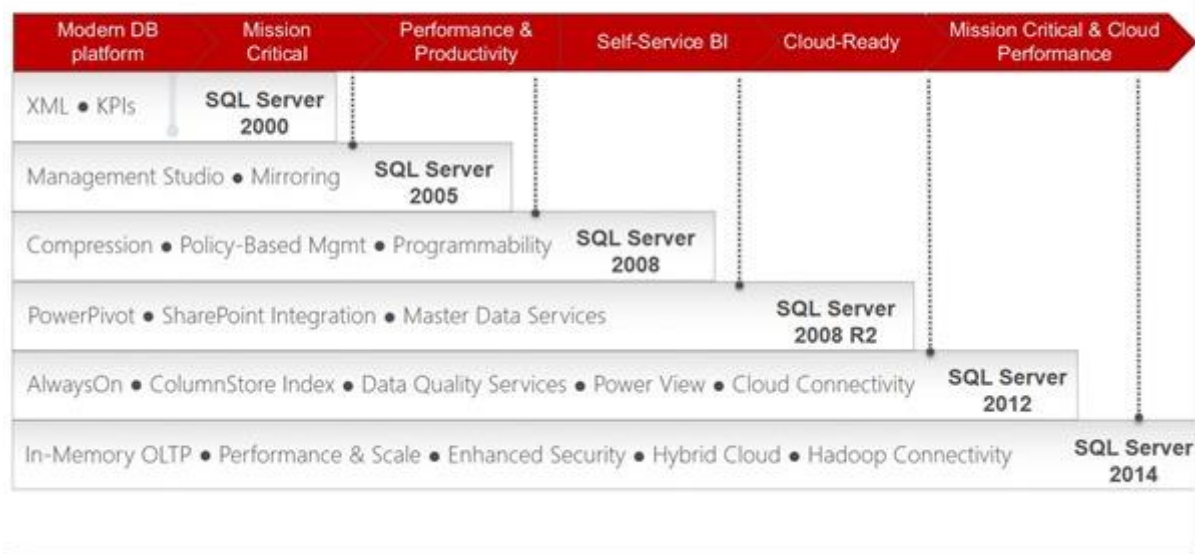 Modern DB
platform
Mission
Critical
Performance &
Productivity
Self-Service BI
Cloud-Ready
Mission Critical & Cloud
Performance
XML ● KPIs
SQL Server
2000
Management Studio ● Mirroring
SQL Server
2005
Compression ● Policy-Based Mgmt ● Programmability
SQL Server
2008
PowerPivot ● SharePoint Integration ● Master Data Services
SQL Server
2008 R2
AlwaysOn ● ColumnStore Index ● Data Quality Services ● Power View ● Cloud Connectivity
SQL Server
2012
In-Memory OLTP ● Performance & Scale ● Enhanced Security ● Hybrid Cloud ● Hadoop Connectivity
SQL Server
2014